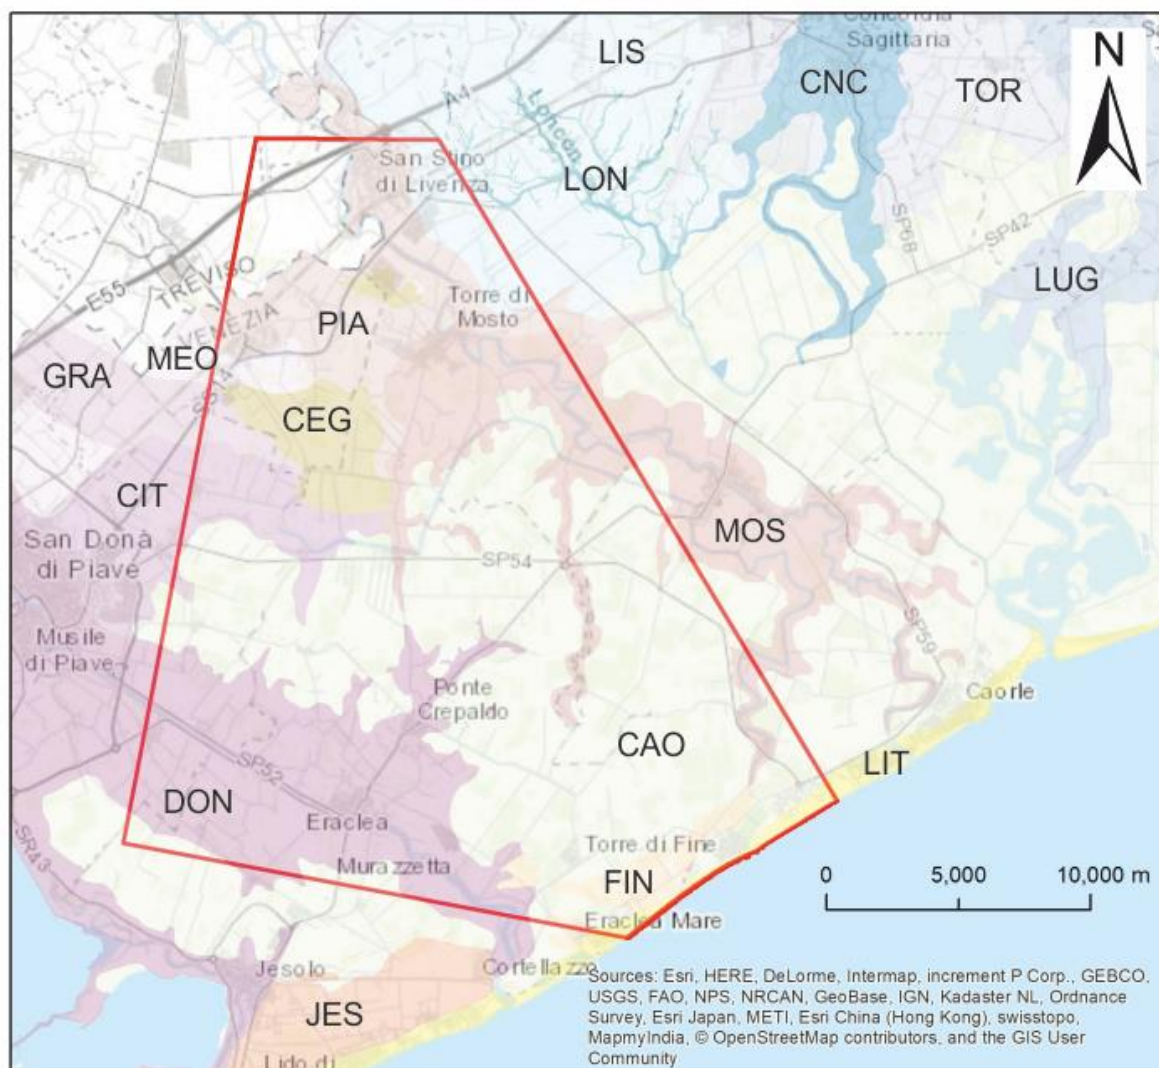 Concordia
Sagittaria
LIS
CNC
TOR
N
A4
Loncon
San Stino
di Livenza
LON
SP68
SP42
TREVISO
E55
VENEZIA
LUG
Torre di
Mosto
PIA
MEO
GRA
SS14
CEG
CIT
San Donà
di Piave
MOS
SP54
SP59
Musile
di Piave
Ponte
Crepaldo
Caorle
CAO
LIT
SP52
DON
Eraclea
Torre di Fine
SR43
Murazzetta
FIN
0 5,000 10,000 m
Eraclea Mare
Jesolo
Cortellazzo
JES
Lido di
Sources: Esri, HERE, DeLorme, Intermap, increment P Corp., GEBCO,
USGS, FAO, NPS, NRCAN, GeoBase, IGN, Kadaster NL, Ordnance
Survey, Esri Japan, METI, Esri China (Hong Kong), swisstopo,
MapmyIndia, © OpenStreetMap contributors, and the GIS User
Community